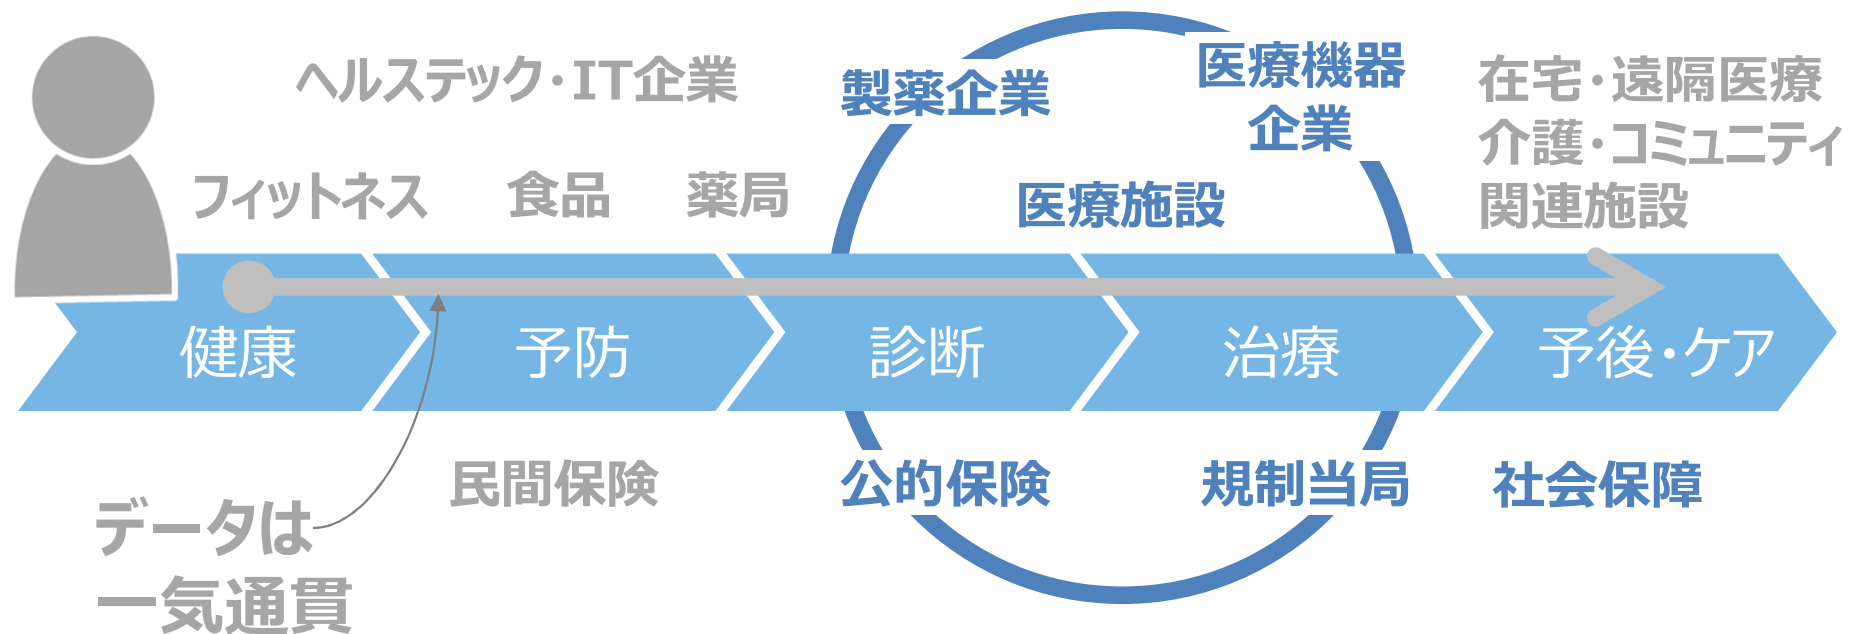 ヘルステック・IT企業
製薬企業
医療機器
企業
在宅・遠隔医療
介護・コミュニティ
関連施設
フィットネス
食品
薬局
医療施設
健康
予防
診断
治療
予後・ケア
民間保険
公的保険
規制当局
社会保障
データは
一気通貫